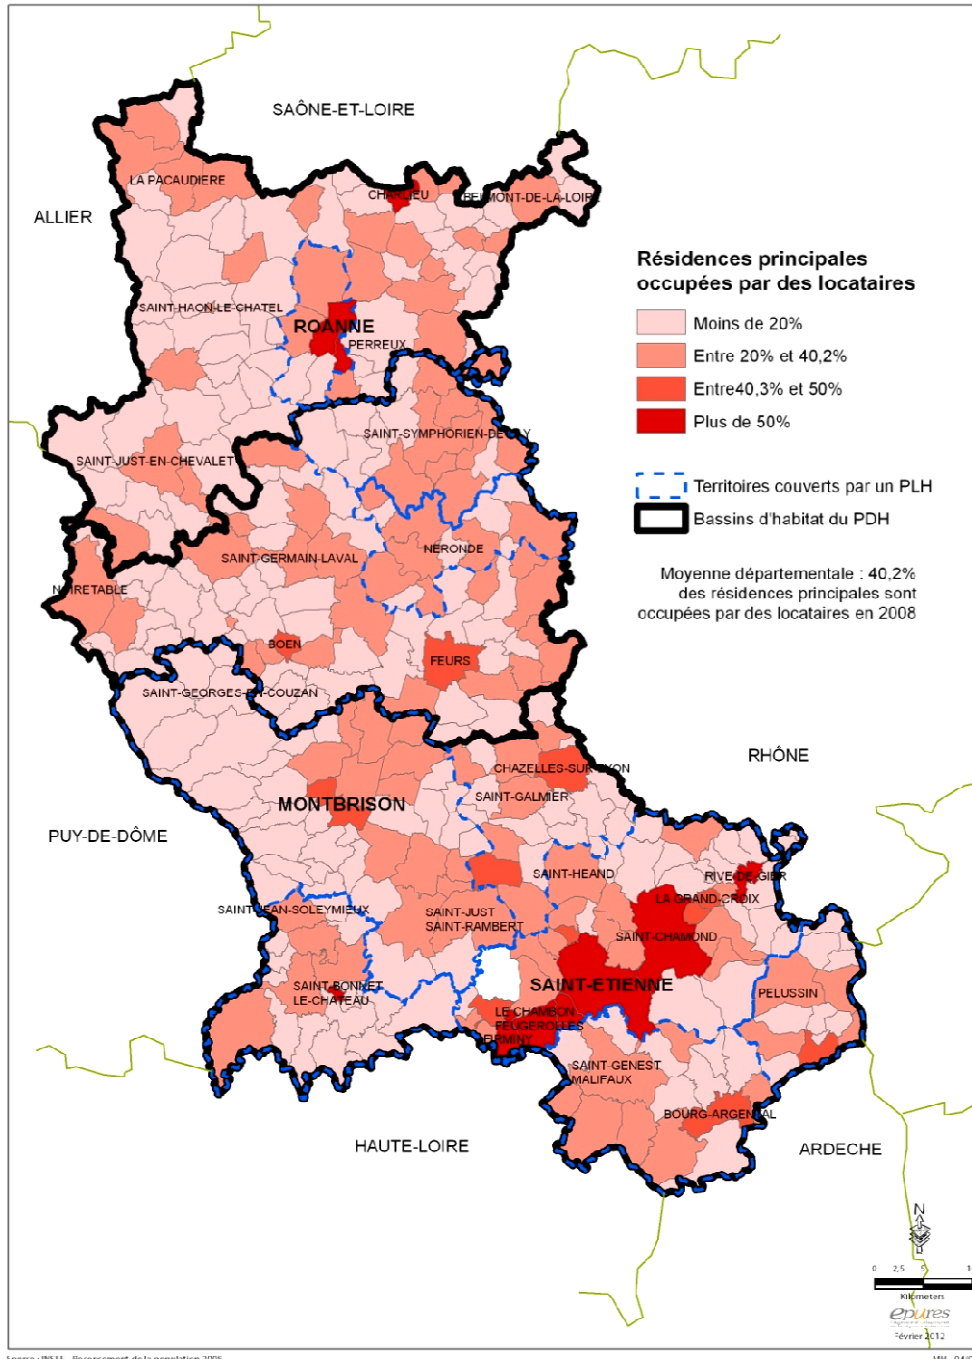 SAÔNE-ET-LOIRE
LA PACAUDIERE
CHARLIEU
BELMONT-DE-LA-LOIRE
ALLIER
Résidences principales
occupées par des locataires
SAINT-HAON-LE-CHATEL
Moins de 20%
ROANNE
PERREUX
Entre 20% et 40,2%
Entre40,3% et 50%
Plus de 50%
SAINT-SYMPHORIEN-DE-LAY
SAINT-JUST-EN-CHEVALET
Territoires couverts par un PLH
Bassins d'habitat du PDH
NERONDE
SAINT-GERMAIN-LAVAL
Moyenne départementale : 40,2%
des résidences principales sont
occupées par des locataires en 2008
NOIRETABLE
BOEN
FEURS
SAINT-GEORGES-EN-COUZAN
RHÔNE
CHAZELLES-SUR-LYON
SAINT-GALMIER
MONTBRISON
PUY-DE-DÔME
SAINT-HEAND
RIVE-DE-GIER
LA GRAND-CROIX
SAINT-JEAN-SOLEYMIEUX
SAINT-JUST
SAINT-RAMBERT
SAINT-CHAMOND
SAINT-ETIENNE
SAINT-BONNET
LE-CHATEAU
PELUSSIN
LE CHAMBON
FEUGEROLLES
FIRMINY
SAINT-GENEST
MALIFAUX
BOURG-ARGENTAL
HAUTE-LOIRE
ARDECHE
N
0 2,5 5
Kilometers
epures
Février 2012